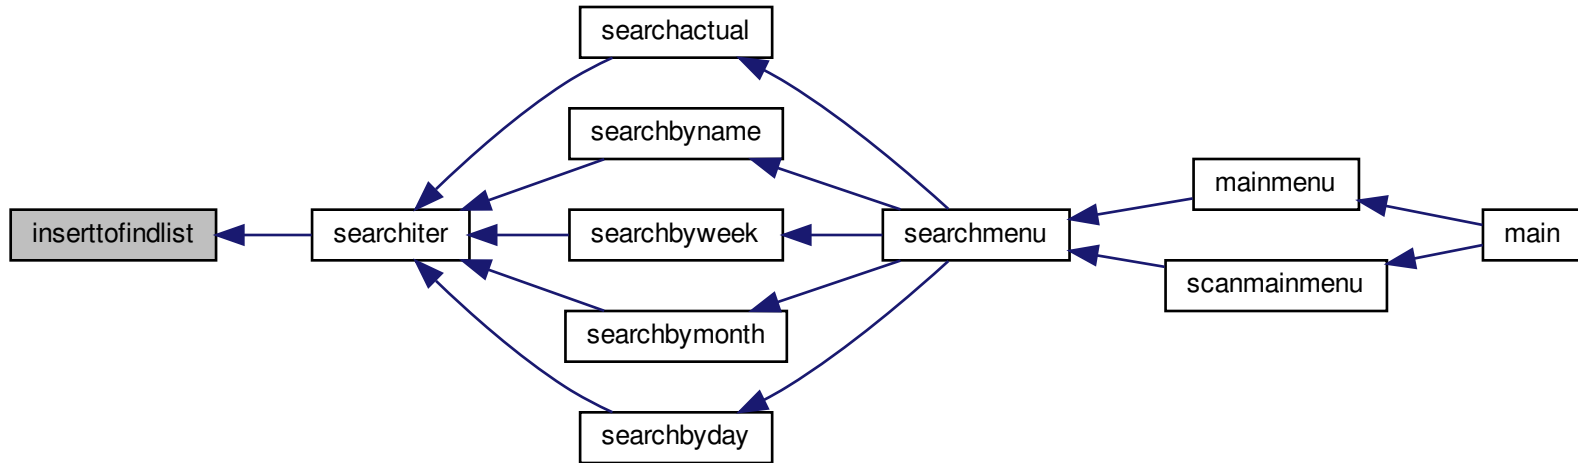 searchactual
searchbyname
mainmenu
inserttofindlist
searchiter
searchbyweek
searchmenu
main
scanmainmenu
searchbymonth
searchbyday